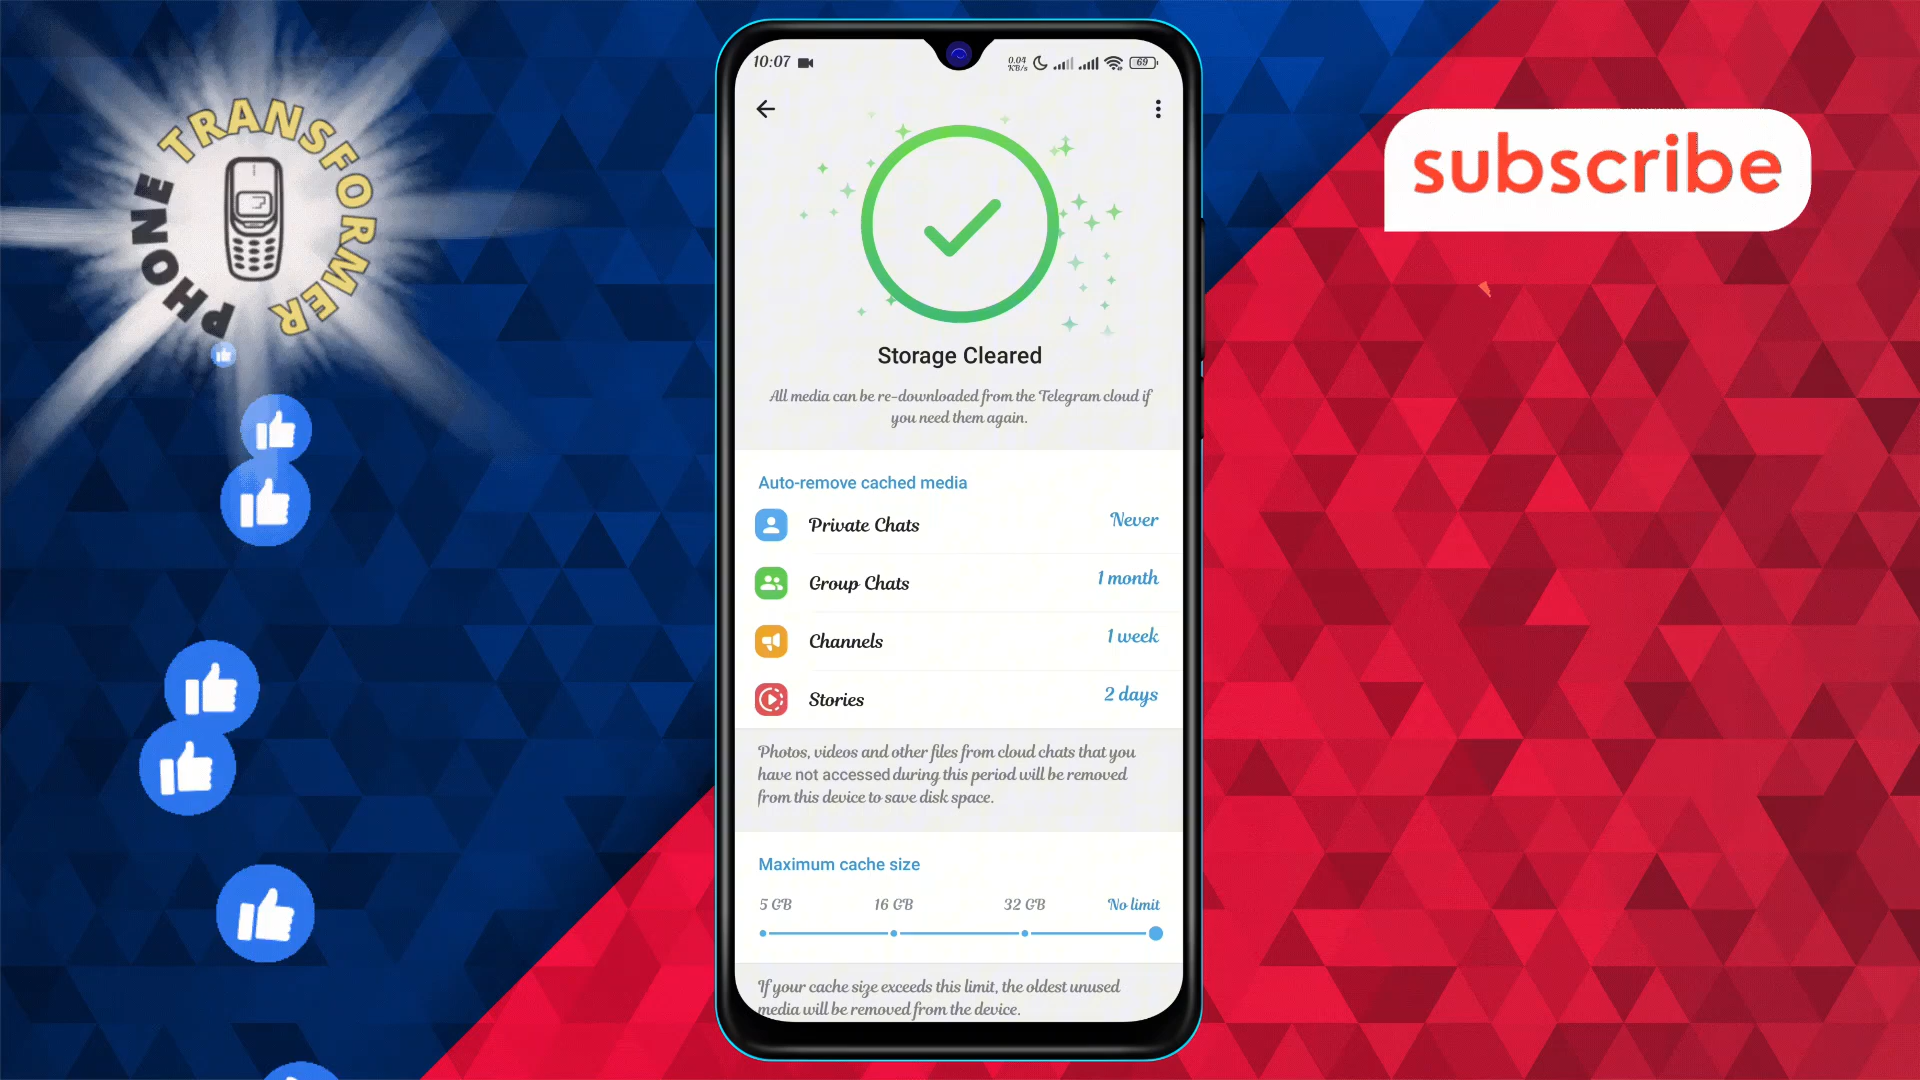 PHONE TRANSFORMER
subscribe
10:07
0.04
KB/s
69
Storage Cleared
All media can be re-downloaded from the Telegram cloud if
you need them again.
Auto-remove cached media
Private Chats
Never
Group Chats
1 month
Channels
1 week
Stories
2 days
Photos, videos and other files from cloud chats that you
have not accessed during this period will be removed
from this device to save disk space.
Maximum cache size
5 GB
16 GB
32 GB
No limit
If your cache size exceeds this limit, the oldest unused
media will be removed from the device.